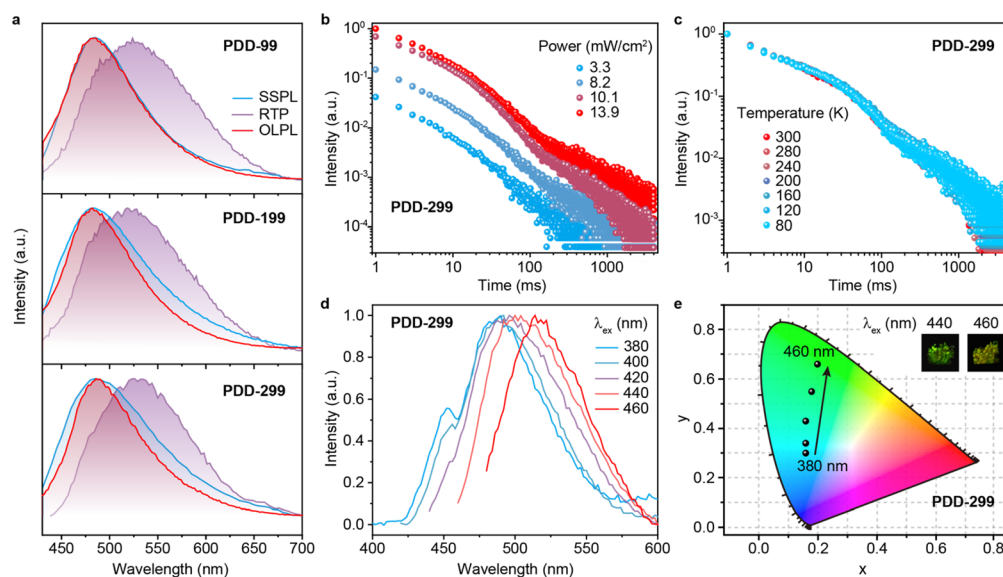 a
PDD-99
SSPL
RTP
OLPL
PDD-199
PDD-299
Intensity (a.u.)
450 500 550 600 650 700
Wavelength (nm)
b
10⁰
10⁻¹
10⁻²
10⁻³
10⁻⁴
Intensity (a.u.)
Power (mW/cm²)
3.3
8.2
10.1
13.9
PDD-299
1 10 100 1000
Time (ms)
c
PDD-299
10⁰
10⁻¹
10⁻²
10⁻³
Intensity (a.u.)
Temperature (K)
300
280
240
200
160
120
80
1 10 100 1000
Time (ms)
d
PDD-299
λex (nm)
380
400
420
440
460
1.0
0.8
0.6
0.4
0.2
0.0
Intensity (a.u.)
400 450 500 550 600
Wavelength (nm)
e
λex (nm) 440 460
460 nm
380 nm
PDD-299
0.8
0.6
0.4
0.2
0.0
y
0.0 0.2 0.4 0.6 0.8
x